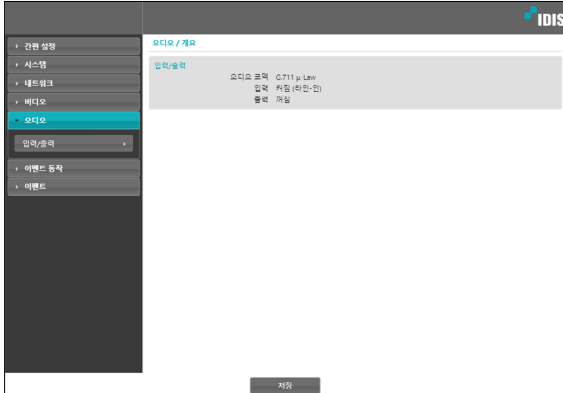 IDIS
간편 설정
시스템
네트워크
비디오
오디오
입력/출력
이벤트 동작
이벤트
오디오 / 개요
입력/출력
오디오 코덱 G.711 μ Law
입력 켜짐 (라인-인)
출력 꺼짐
저장